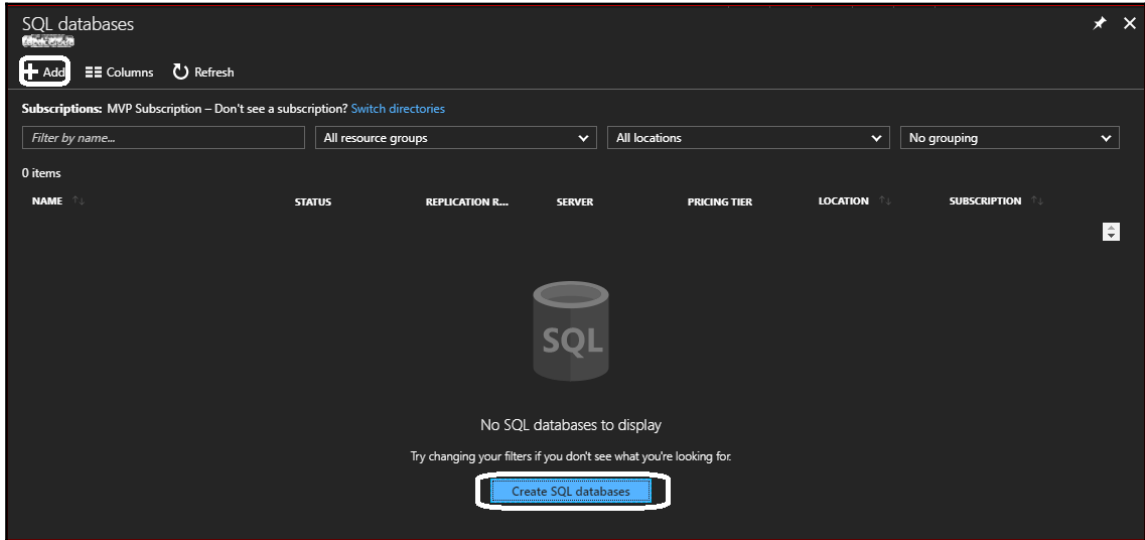 SQL databases
Add Columns Refresh
Subscriptions: MVP Subscription – Don't see a subscription? Switch directories
Filter by name... All resource groups All locations No grouping
0 items
NAME STATUS REPLICATION R... SERVER PRICING TIER LOCATION SUBSCRIPTION
SQL
No SQL databases to display
Try changing your filters if you don't see what you're looking for.
Create SQL databases